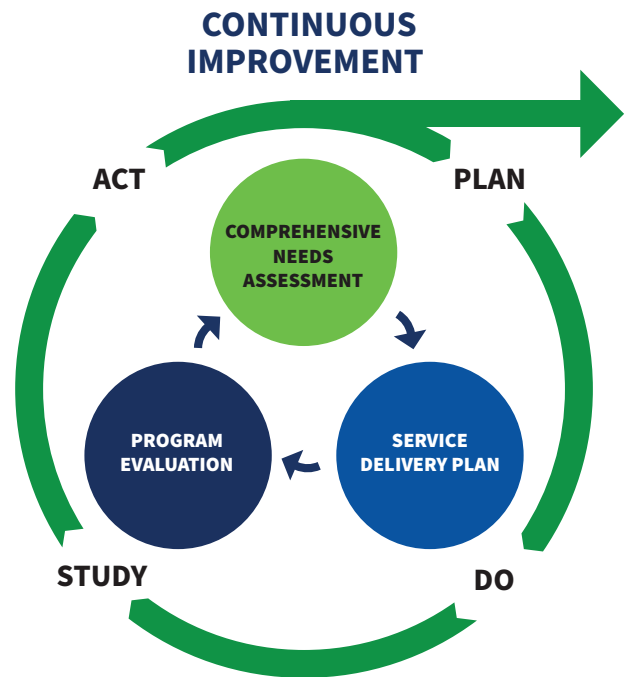 CONTINUOUS
IMPROVEMENT
ACT
PLAN
COMPREHENSIVE
NEEDS
ASSESSMENT
PROGRAM
EVALUATION
SERVICE
DELIVERY PLAN
STUDY
DO